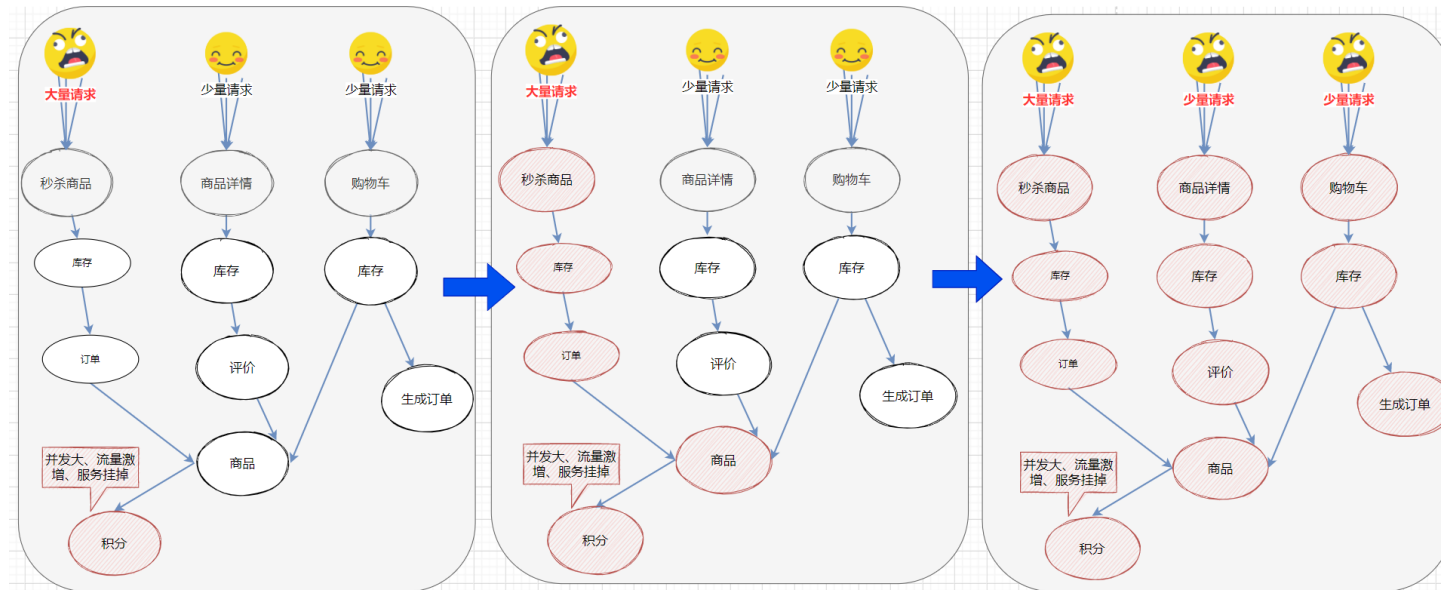 大量请求
少量请求
少量请求
秒杀商品
商品详情
购物车
库存
库存
库存
订单
评价
生成订单
商品
并发大、流量激
增、服务挂掉
积分
大量请求
少量请求
少量请求
秒杀商品
商品详情
购物车
库存
库存
库存
订单
评价
生成订单
商品
并发大、流量激
增、服务挂掉
积分
大量请求
少量请求
少量请求
秒杀商品
商品详情
购物车
库存
库存
库存
订单
评价
生成订单
商品
并发大、流量激
增、服务挂掉
积分